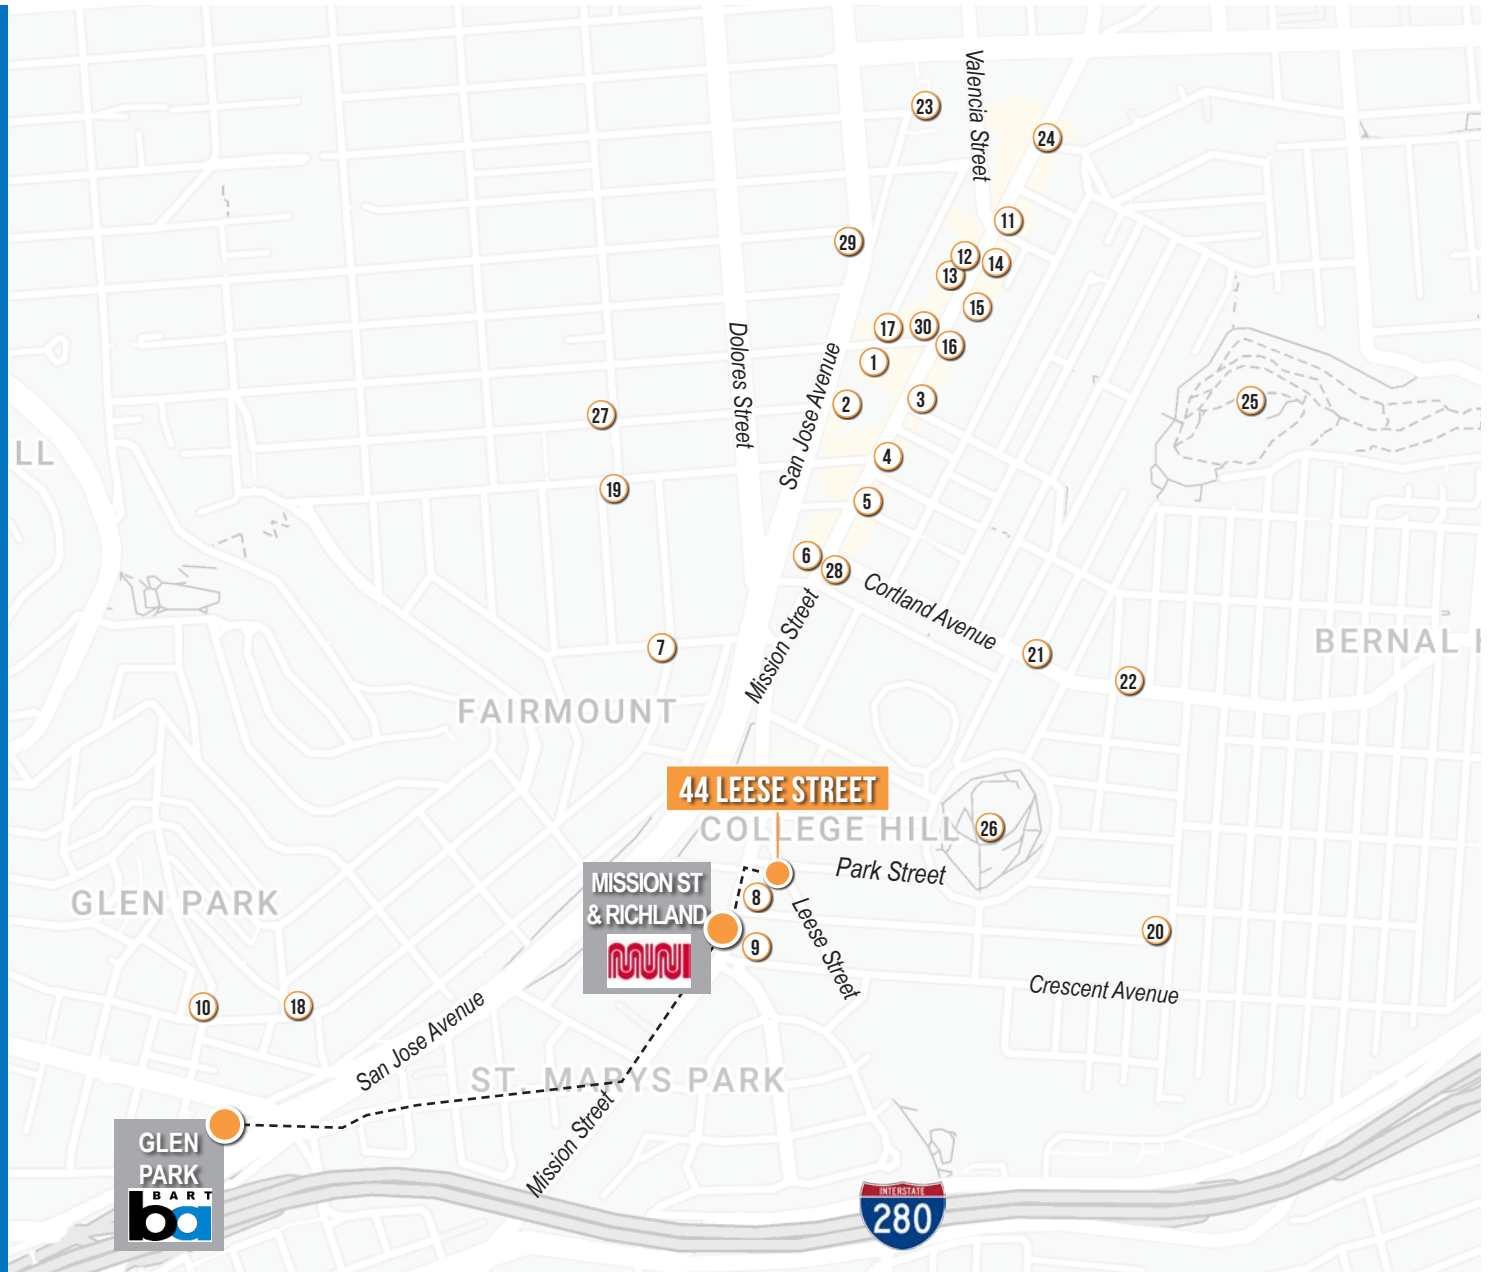 Valencia Street
23
24
11
29
12
14
13
15
17
30
16
Dolores Street
San Jose Avenue
1
2
3
27
25
LL
4
19
5
6
28
Cortland Avenue
Mission Street
7
21
BERNAL H
22
FAIRMOUNT
44 LEESE STREET
COLLEGE HILL
26
Park Street
MISSION ST
& RICHLAND
8
GLEN PARK
Leese Street
9
20
Crescent Avenue
10
18
San Jose Avenue
ST. MARYS PARK
Mission Street
GLEN
PARK
BART
ba
INTERSTATE
280
MUNI